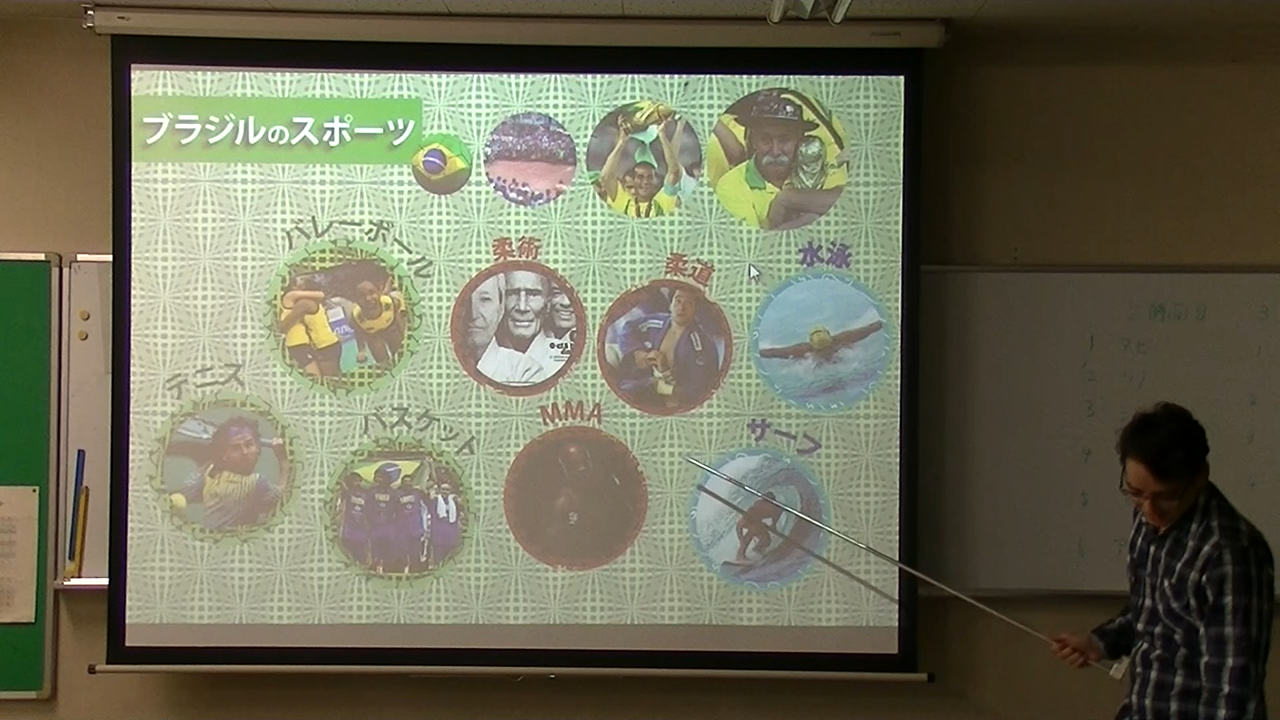 ブラジルのスポーツ
バレーボール
柔術
柔道
水泳
テニス
バスケット
MMA
サーフ